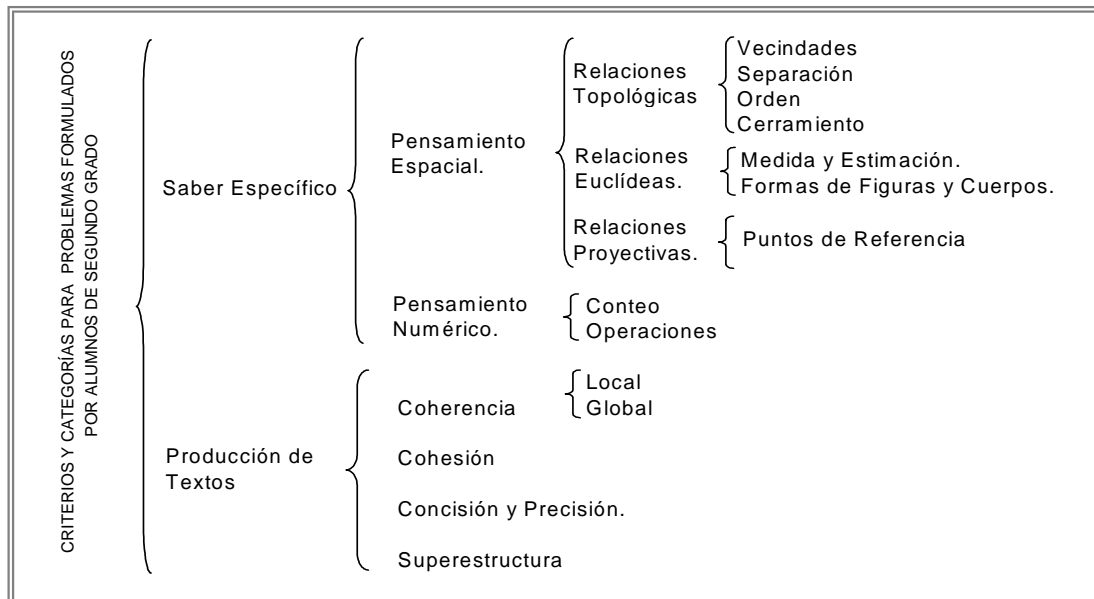 CRITERIOS Y CATEGORÍAS PARA PROBLEMAS FORMULADOS
POR ALUMNOS DE SEGUNDO GRADO
Saber Específico
Pensamiento
Espacial.
Relaciones
Topológicas
Vecindades
Separación
Orden
Cerramiento
Relaciones
Euclídeas.
Medida y Estimación.
Formas de Figuras y Cuerpos.
Relaciones
Proyectivas.
Puntos de Referencia
Pensamiento
Numérico.
Conteo
Operaciones
Producción de
Textos
Coherencia
Local
Global
Cohesión
Concisión y Precisión.
Superestructura